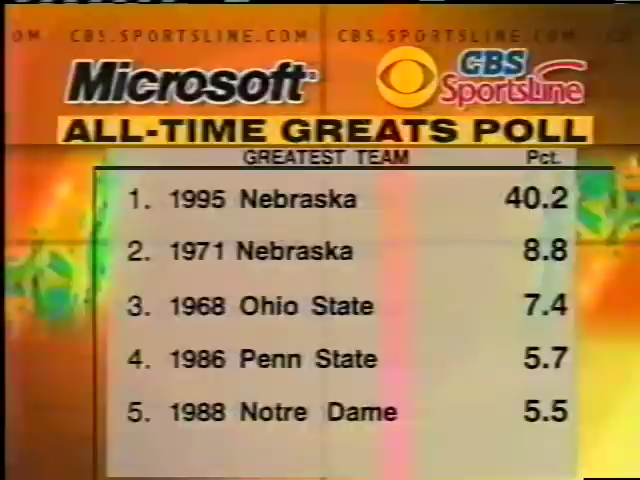 OM CBS.SPORTSLINE.COM CBS.SPORTSLINE.COM
Microsoft CBS SportsLine
ALL-TIME GREATS POLL
GREATEST TEAM Pct.
1. 1995 Nebraska 40.2
2. 1971 Nebraska 8.8
3. 1968 Ohio State 7.4
4. 1986 Penn State 5.7
5. 1988 Notre Dame 5.5